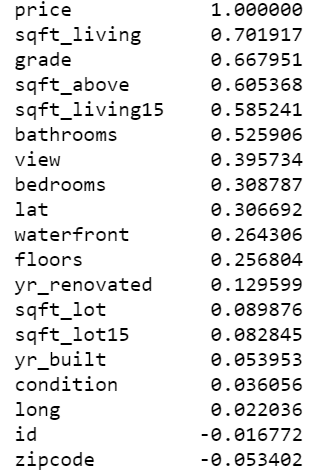 price 1.000000
sqft_living 0.701917
grade 0.667951
sqft_above 0.605368
sqft_living15 0.585241
bathrooms 0.525906
view 0.395734
bedrooms 0.308787
lat 0.306692
waterfront 0.264306
floors 0.256804
yr_renovated 0.129599
sqft_lot 0.089876
sqft_lot15 0.082845
yr_built 0.053953
condition 0.036056
long 0.022036
id -0.016772
zipcode -0.053402